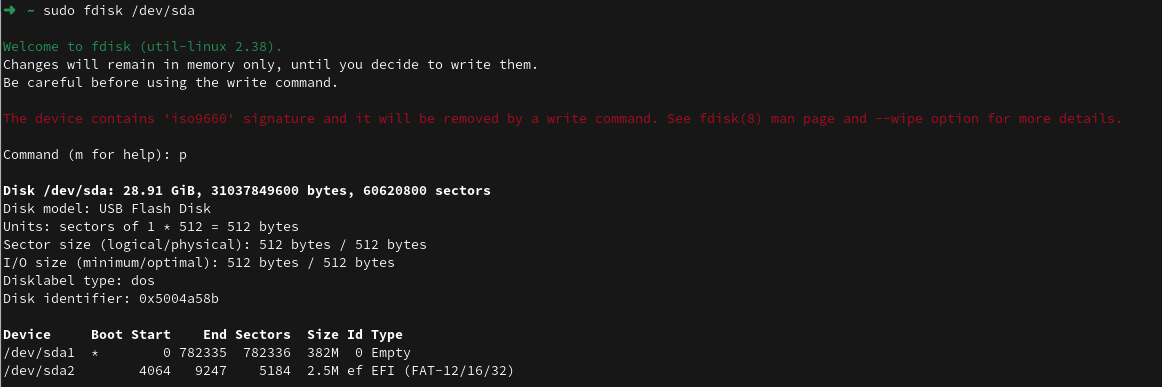 ➜ ~ sudo fdisk /dev/sda
Welcome to fdisk (util-linux 2.38).
Changes will remain in memory only, until you decide to write them.
Be careful before using the write command.
The device contains 'iso9660' signature and it will be removed by a write command. See fdisk(8) man page and --wipe option for more details.
Command (m for help): p
Disk /dev/sda: 28.91 GiB, 31037849600 bytes, 60620800 sectors
Disk model: USB Flash Disk
Units: sectors of 1 * 512 = 512 bytes
Sector size (logical/physical): 512 bytes / 512 bytes
I/O size (minimum/optimal): 512 bytes / 512 bytes
Disklabel type: dos
Disk identifier: 0x5004a58b
Device     Boot Start    End Sectors  Size Id Type
/dev/sda1  *        0 782335  782336  382M  0 Empty
/dev/sda2        4064   9247    5184  2.5M ef EFI (FAT-12/16/32)